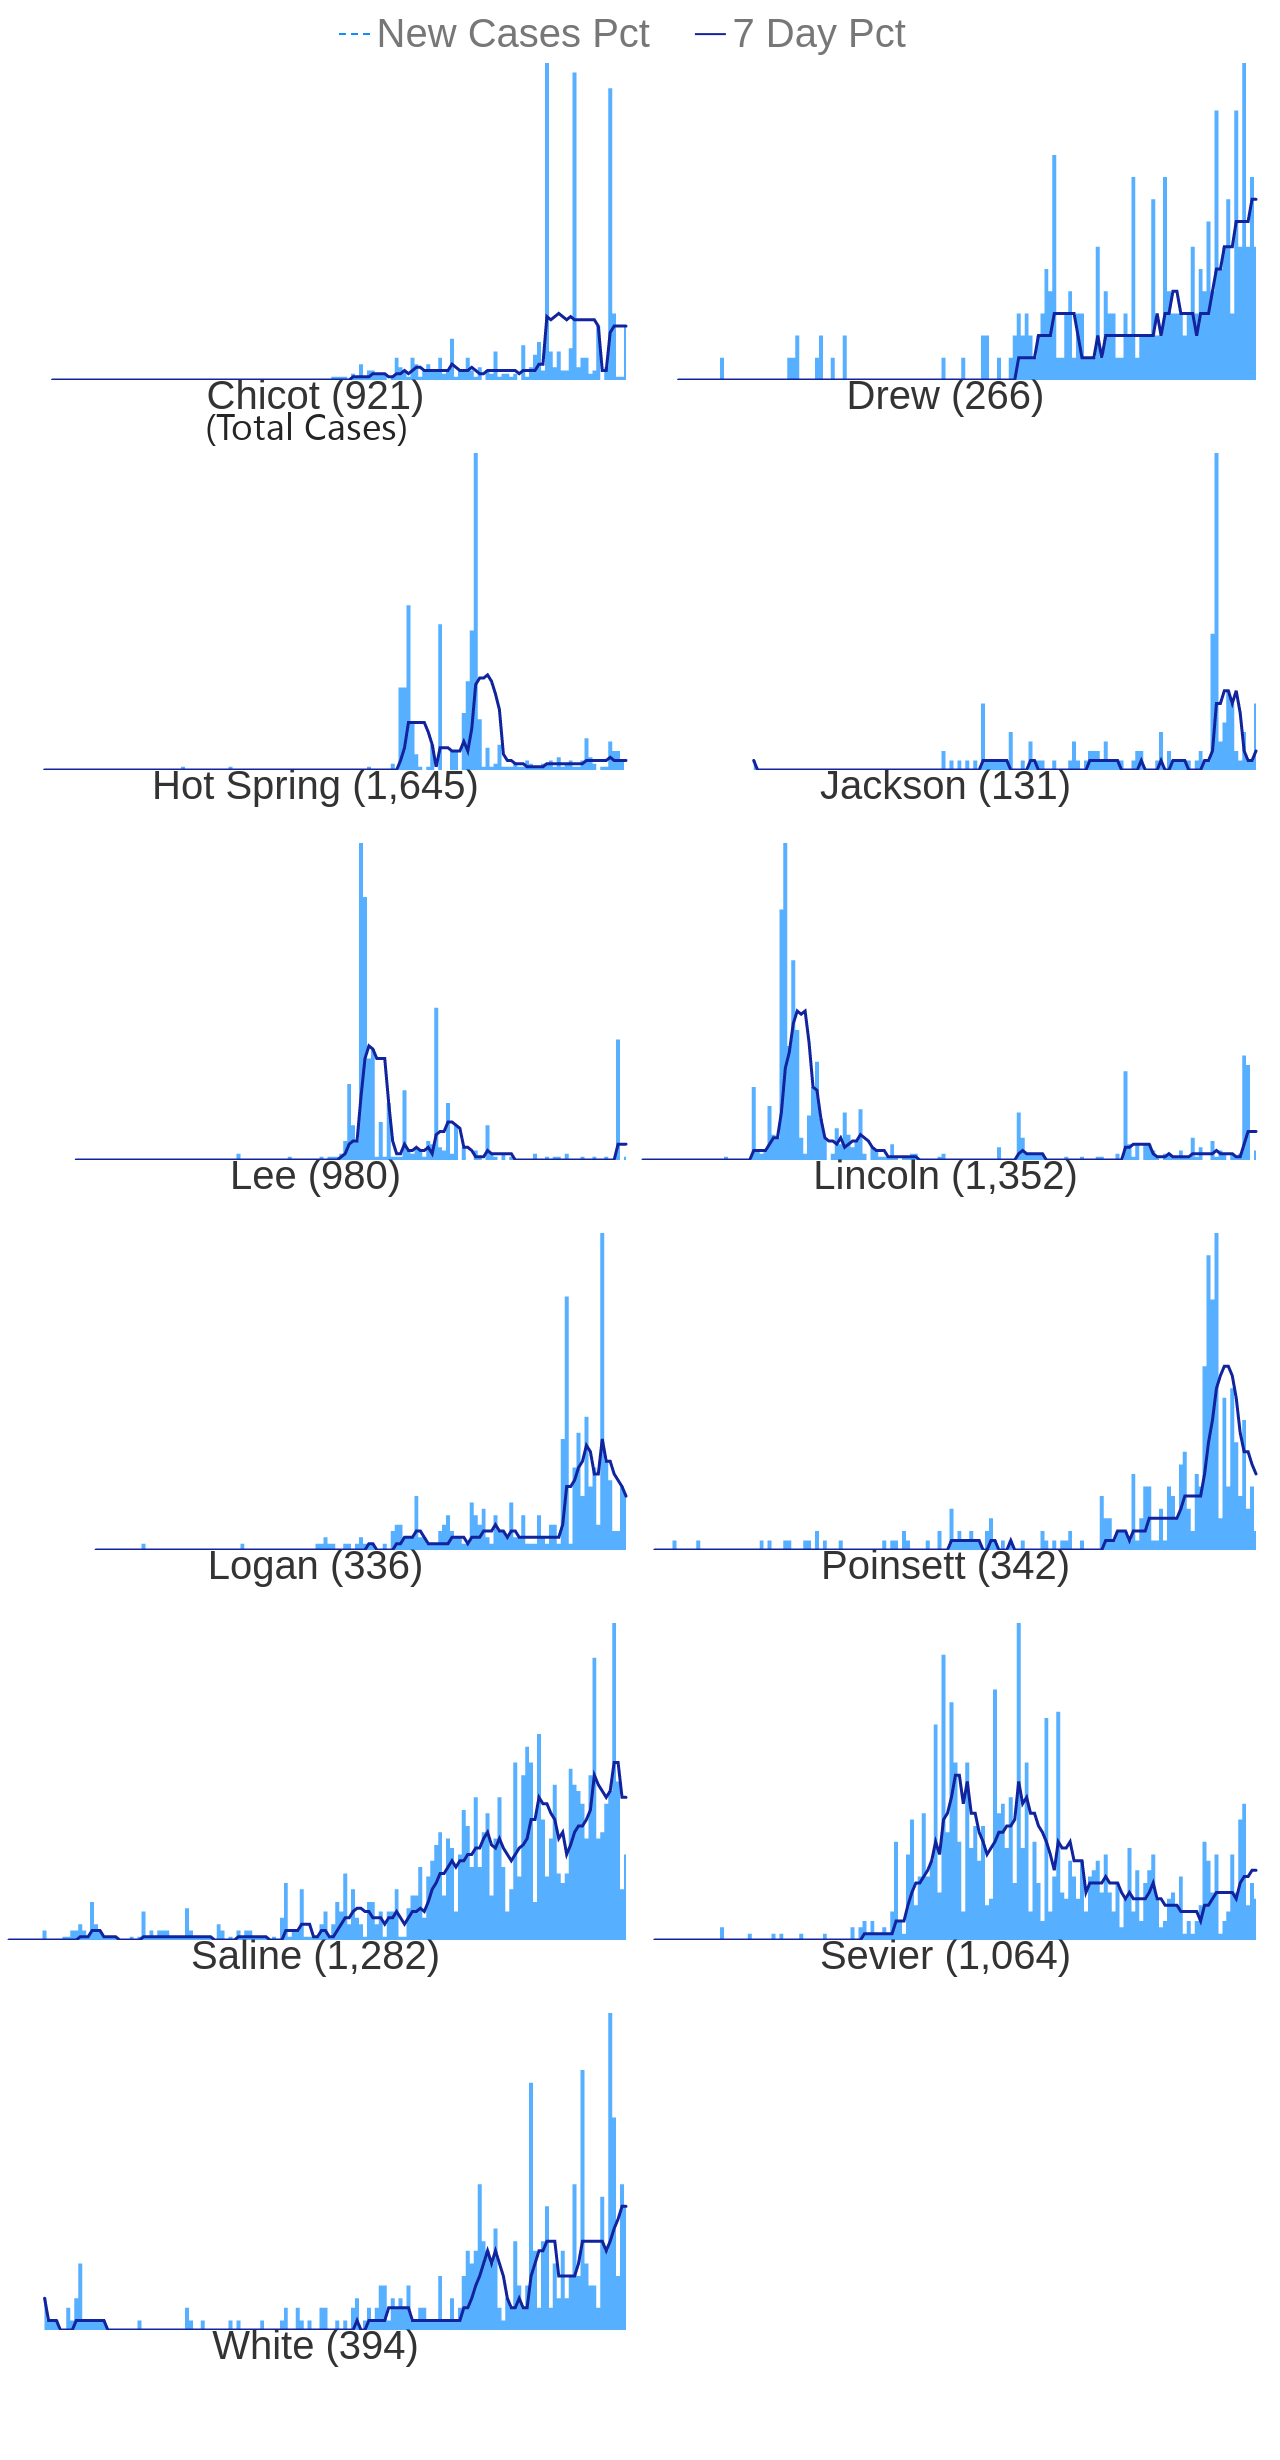 New Cases Pct 7 Day Pct
Chicot (921) Drew (266)
(Total Cases)
Hot Spring (1,645) Jackson (131)
Lee (980) Lincoln (1,352)
Logan (336) Poinsett (342)
Saline (1,282) Sevier (1,064)
White (394)